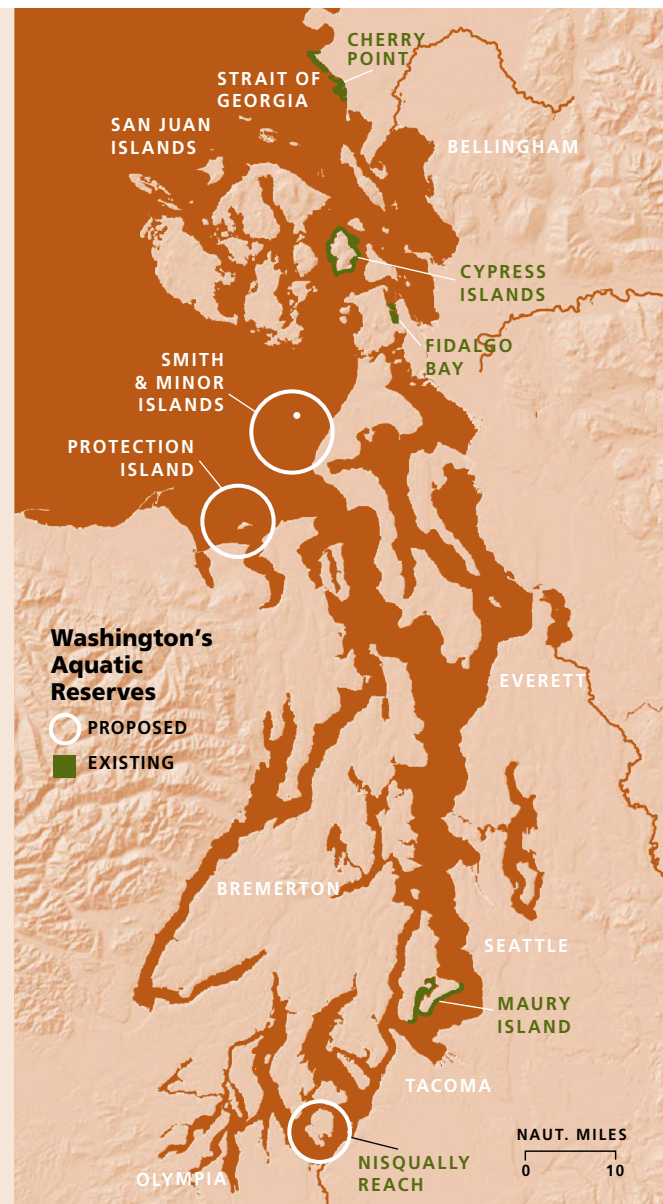 CHERRY
POINT
STRAIT OF
GEORGIA
SAN JUAN
ISLANDS
BELLINGHAM
CYPRESS
ISLANDS
FIDALGO
BAY
SMITH
& MINOR
ISLANDS
PROTECTION
ISLAND
Washington's
Aquatic
Reserves
PROPOSED
EXISTING
EVERETT
BREMERTON
SEATTLE
MAURY
ISLAND
TACOMA
NAUT. MILES
0 10
NISQUALLY
REACH
OLYMPIA